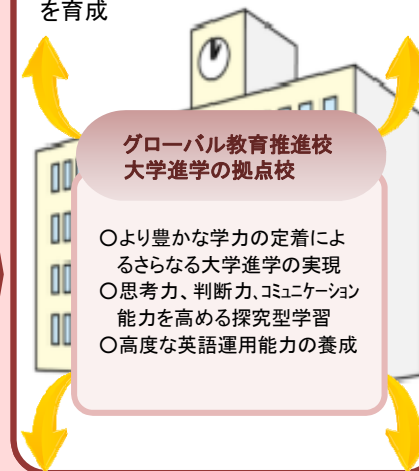 を育成
グローバル教育推進校
大学進学の拠点校
○より豊かな学力の定着によ
るさらなる大学進学の実現
○思考力、判断力、ｺﾐｭﾆｹｰｼｮﾝ
能力を高める探究型学習
○高度な英語運用能力の養成